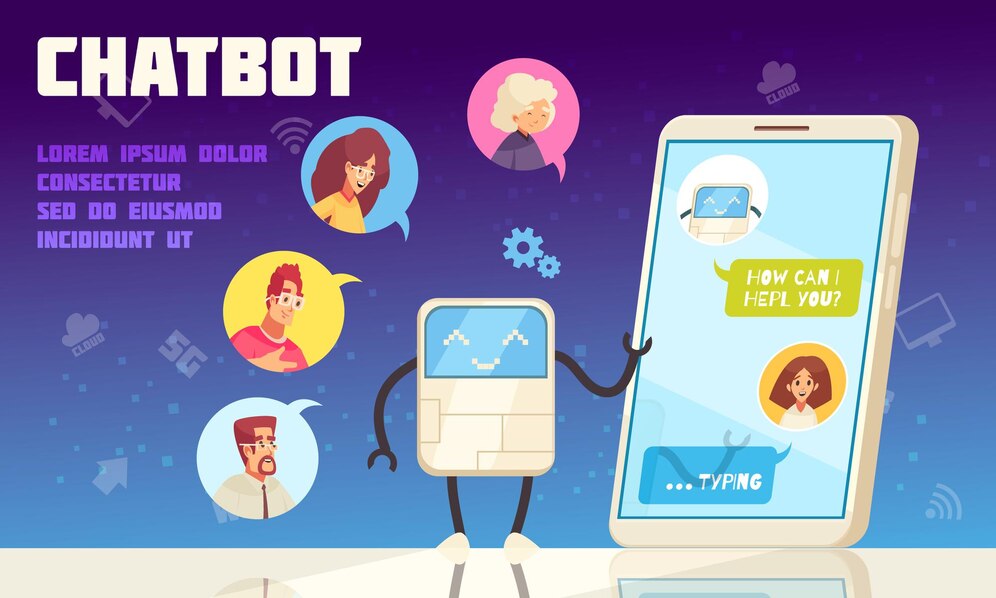 CHATBOT
LOREM IPSUM DOLOR
CONSECTETUR
SED DO EIUSMOD
INCIDIDUNT UT
CLOUD
HOW CAN I
HEPL YOU?
CLOUD
5G
... TYPING